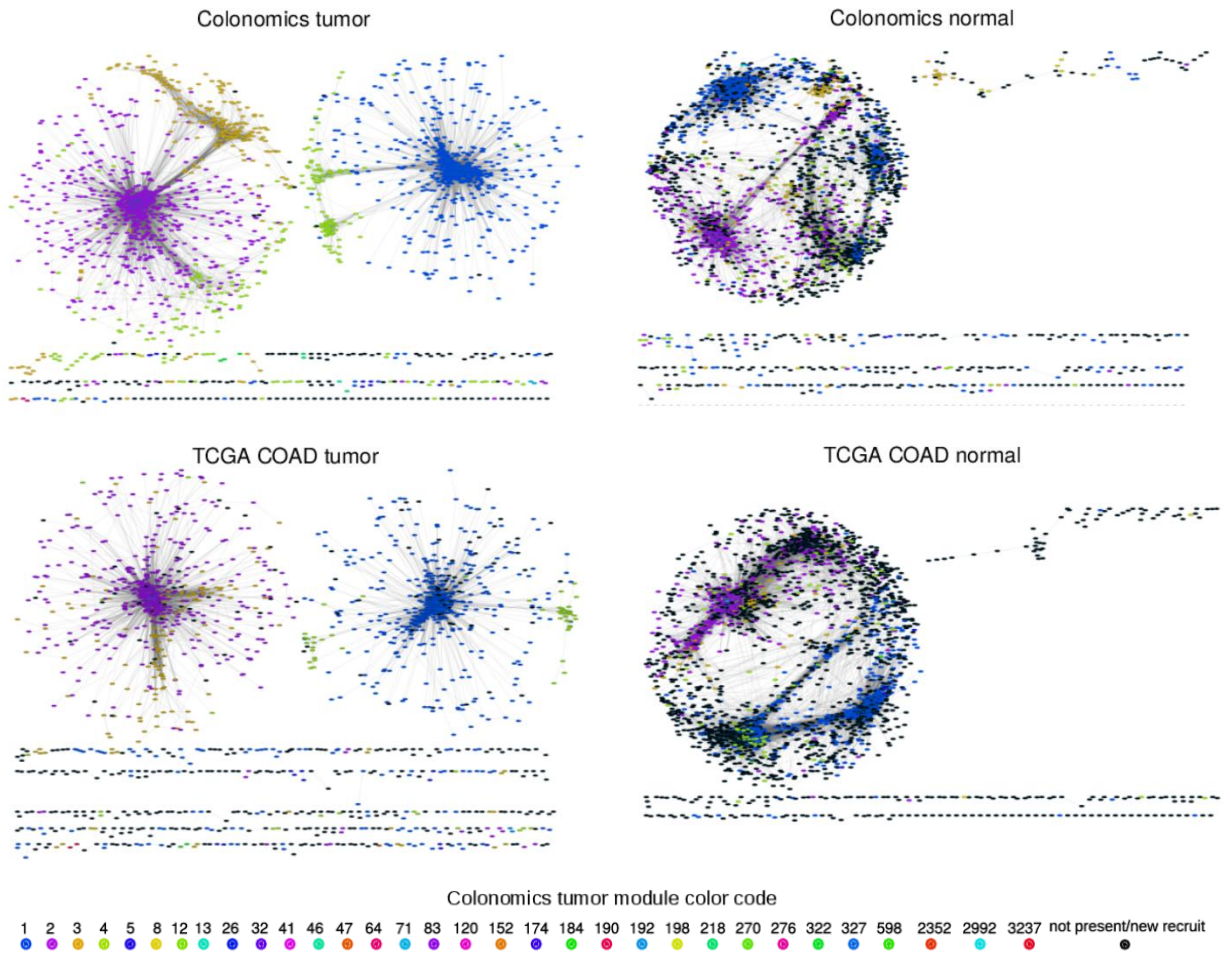 Colonomics tumor
Colonomics normal
TCGA COAD tumor
TCGA COAD normal
Colonomics tumor module color code
1 2 3 4 5 8 12 13 26 32 41 46 47 64 71 83 120 152 174 184 190 192 198 218 270 276 322 327 598 2352 2992 3237 not present/new recruit